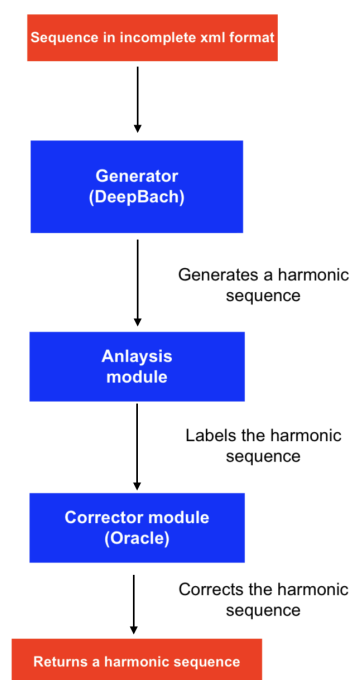 Sequence in incomplete xml format
Generator
(DeepBach)
Generates a harmonic
sequence
Anlaysis
module
Labels the harmonic
sequence
Corrector module
(Oracle)
Corrects the harmonic
sequence
Returns a harmonic sequence